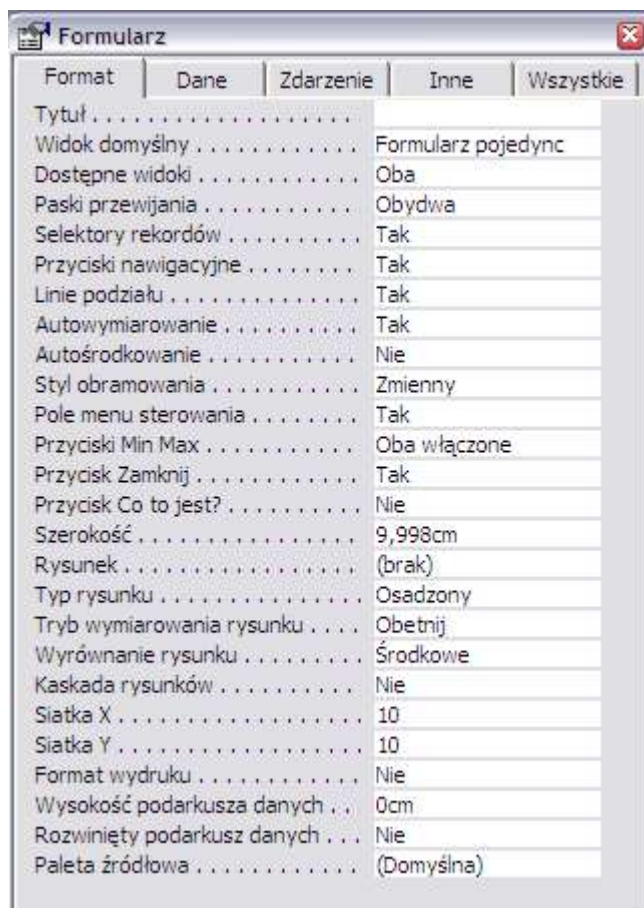 Formularz
Format Dane Zdarzenie Inne Wszystkie
Tytuł . . . . . . . . . . . . . . . . . . .
Widok domyślny . . . . . . . . . . . . Formularz pojedync
Dostępne widoki . . . . . . . . . . . . Oba
Paski przewijania . . . . . . . . . . . Obydwa
Selektory rekordów . . . . . . . . . . Tak
Przyciski nawigacyjne . . . . . . . . Tak
Linie podziału . . . . . . . . . . . . . . Tak
Autowymiarowanie . . . . . . . . . . Tak
Autośrodkowanie . . . . . . . . . . . Nie
Styl obramowania . . . . . . . . . . . Zmienny
Pole menu sterowania . . . . . . . . Tak
Przyciski Min Max . . . . . . . . . . . Oba włączone
Przycisk Zamknij . . . . . . . . . . . . Tak
Przycisk Co to jest? . . . . . . . . . . Nie
Szerokość . . . . . . . . . . . . . . . . 9,998cm
Rysunek . . . . . . . . . . . . . . . . . (brak)
Typ rysunku . . . . . . . . . . . . . . . Osadzony
Tryb wymiarowania rysunku . . . . Obetnij
Wyrównanie rysunku . . . . . . . . . Środkowe
Kaskada rysunków . . . . . . . . . . Nie
Siatka X . . . . . . . . . . . . . . . . . . 10
Siatka Y . . . . . . . . . . . . . . . . . . 10
Format wydruku . . . . . . . . . . . . Nie
Wysokość podarkusza danych . . 0cm
Rozwinięty podarkusz danych . . . Nie
Paleta źródłowa . . . . . . . . . . . . (Domyślna)